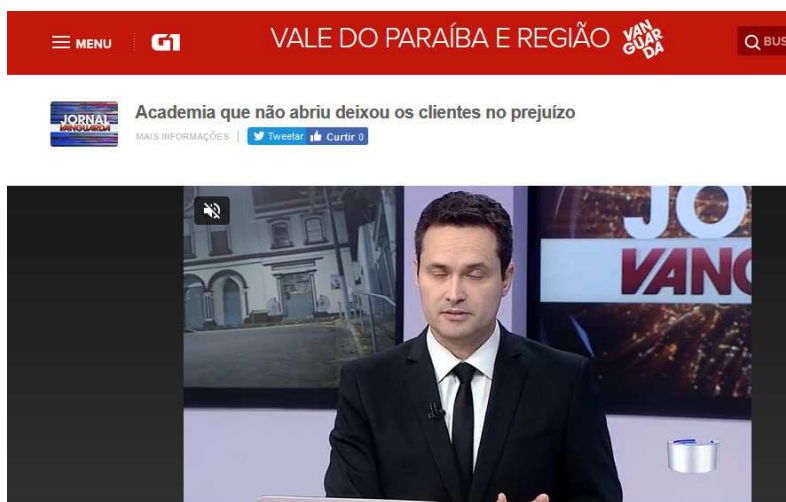 MENU
G1
VALE DO PARAÍBA E REGIÃO
VAN
GUAR
DA
BUS
JORNAL
VANGUARDA
Academia que não abriu deixou os clientes no prejuízo
MAIS INFORMAÇÕES | Tweetar Curtir 0
JO
VANG